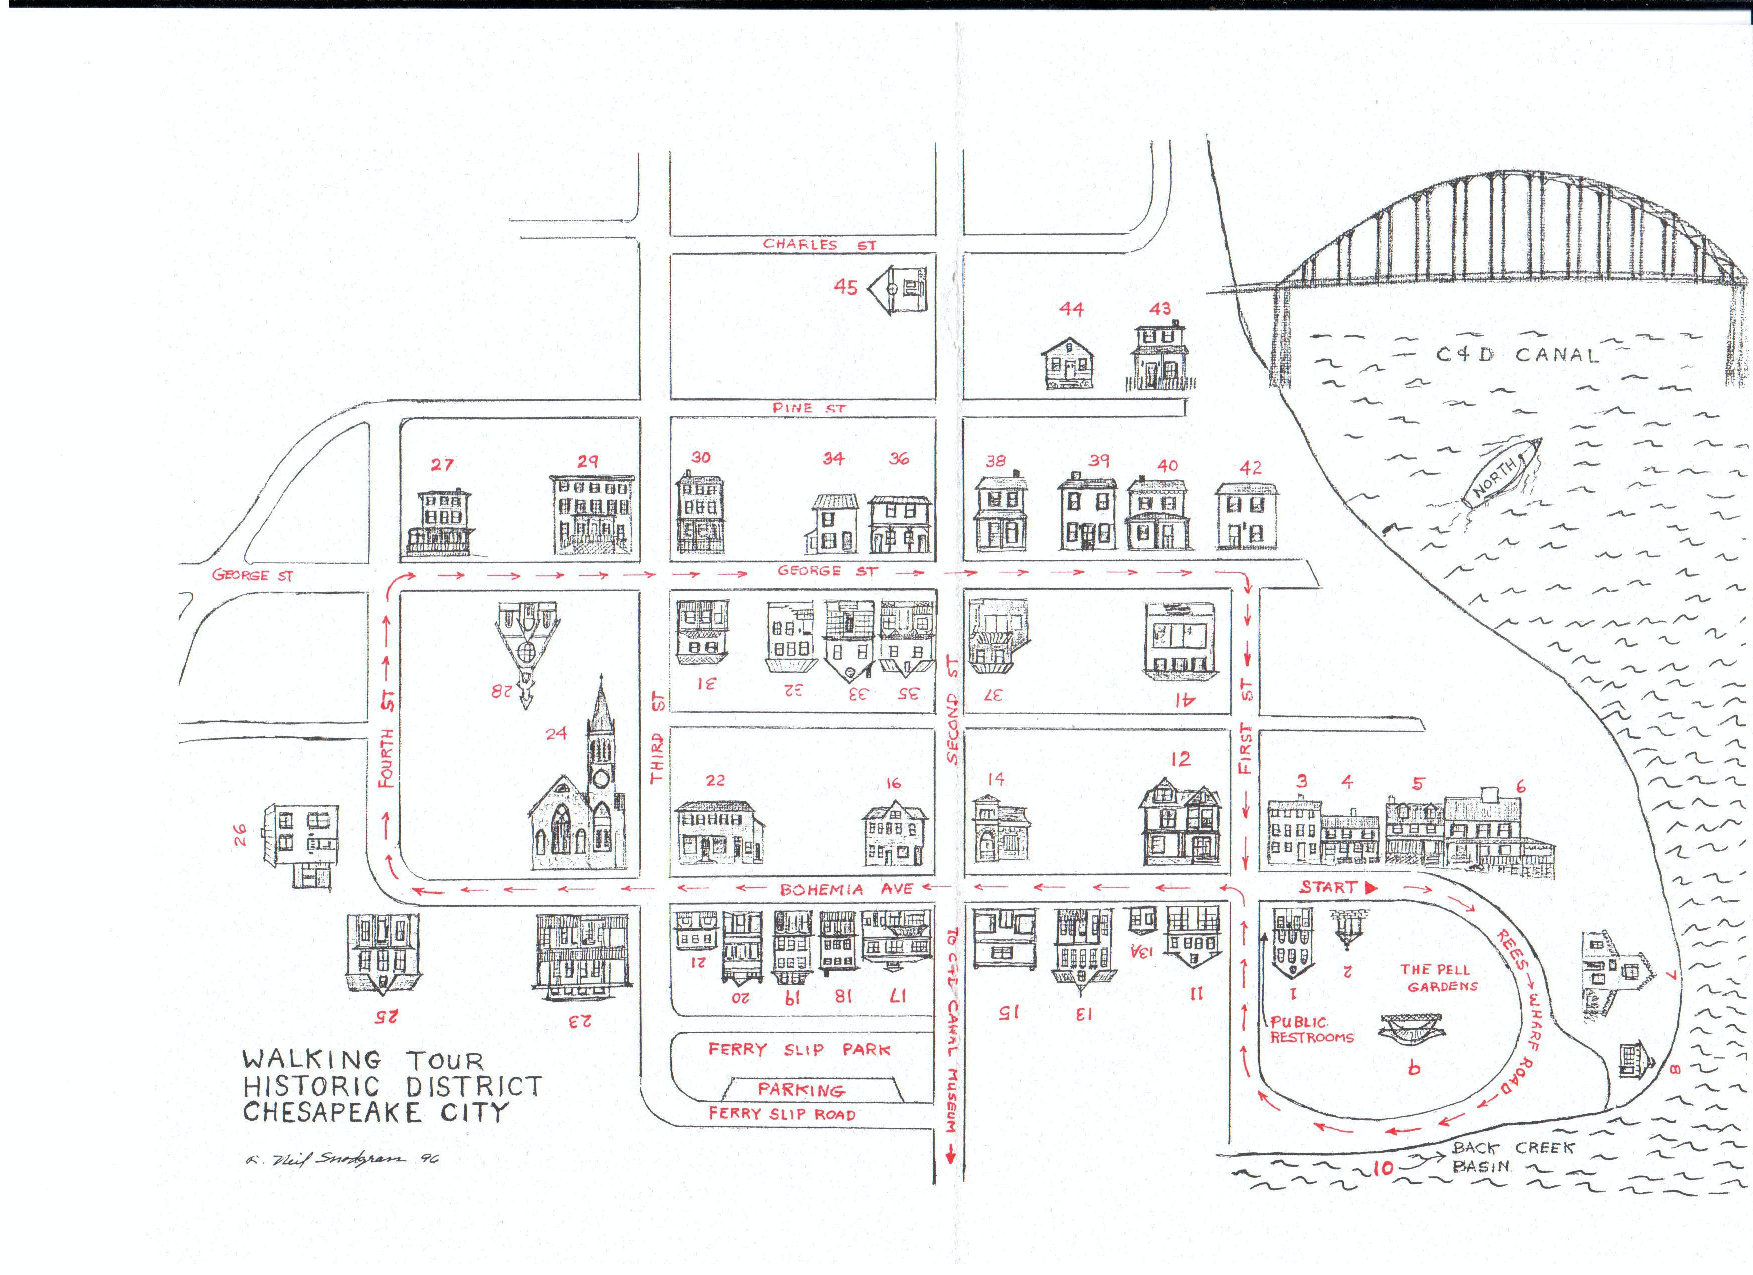 CHARLES ST
45
44
43
C & D CANAL
PINE ST
NORTH
27
29
30
34
36
38
39
40
42
GEORGE ST
GEORGE ST
28
31
32
33
35
37
41
FOURTH ST
THIRD ST
SECOND ST
FIRST ST
24
22
16
14
12
3
4
5
6
26
BOHEMIA AVE
START
25
23
21
20
19
18
17
15
13
13A
11
1
2
THE PELL
GARDENS
REES WHARF ROAD
7
8
9
PUBLIC
RESTROOMS
TO C+D CANAL MUSEUM
FERRY SLIP PARK
PARKING
FERRY SLIP ROAD
WALKING TOUR
HISTORIC DISTRICT
CHESAPEAKE CITY
R. Neil Snodgrass 96
10
BACK CREEK
BASIN